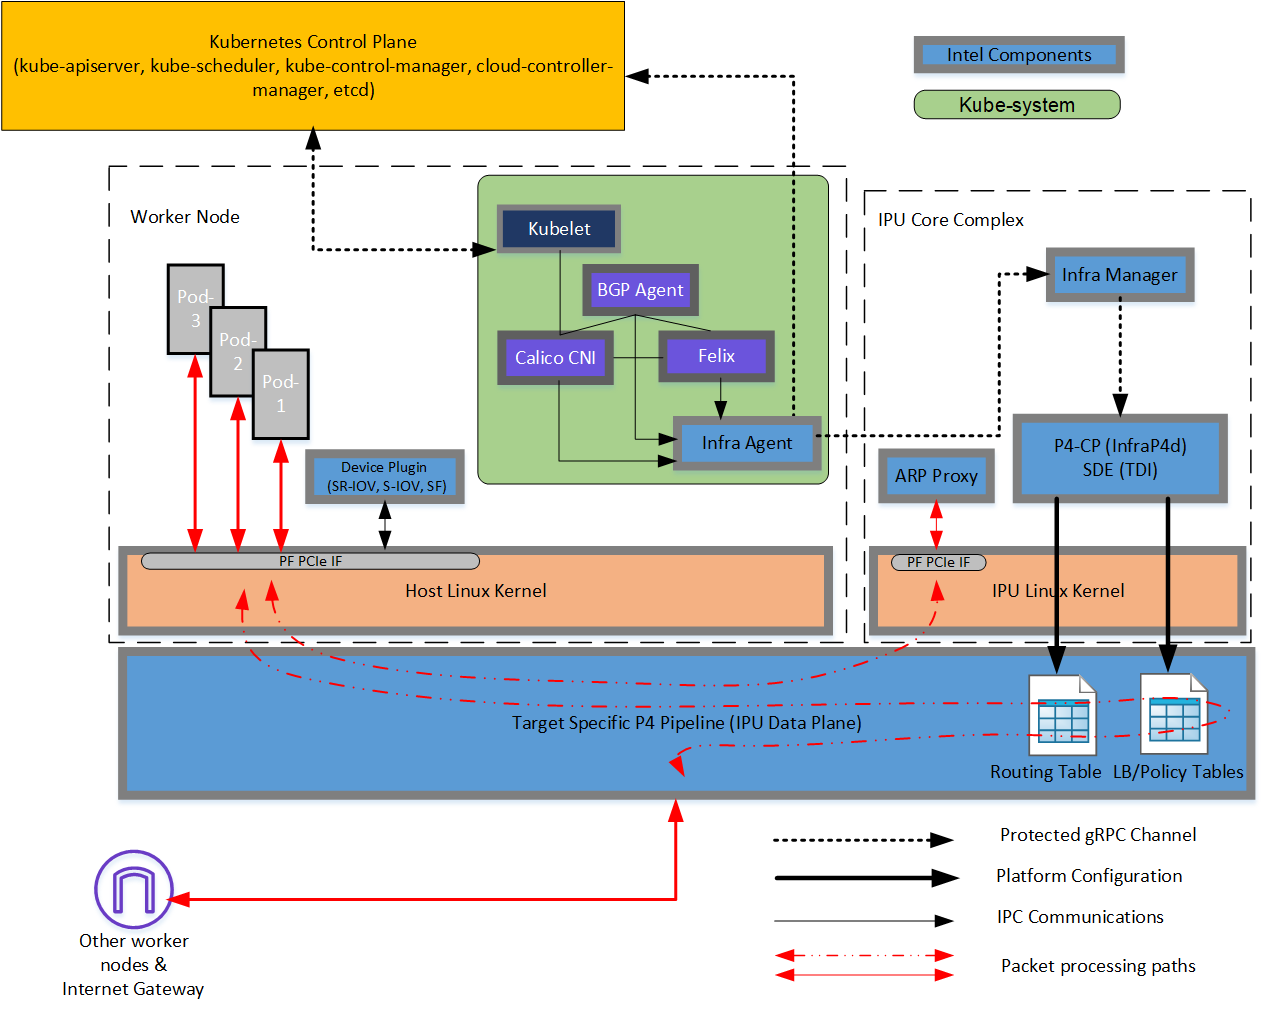 Kubernetes Control Plane
(kube-apiserver, kube-scheduler, kube-control-manager, cloud-controller-
manager, etcd)
Intel Components
Kube-system
Worker Node
IPU Core Complex
Kubelet
BGP Agent
Calico CNI
Felix
Infra Agent
Infra Manager
Pod-
3
Pod-
2
Pod-
1
Device Plugin
(SR-IOV, S-IOV, SF)
ARP Proxy
P4-CP (InfraP4d)
SDE (TDI)
PF PCIe IF
Host Linux Kernel
PF PCIe IF
IPU Linux Kernel
Target Specific P4 Pipeline (IPU Data Plane)
Routing Table
LB/Policy Tables
Protected gRPC Channel
Platform Configuration
IPC Communications
Packet processing paths
Other worker
nodes &
Internet Gateway